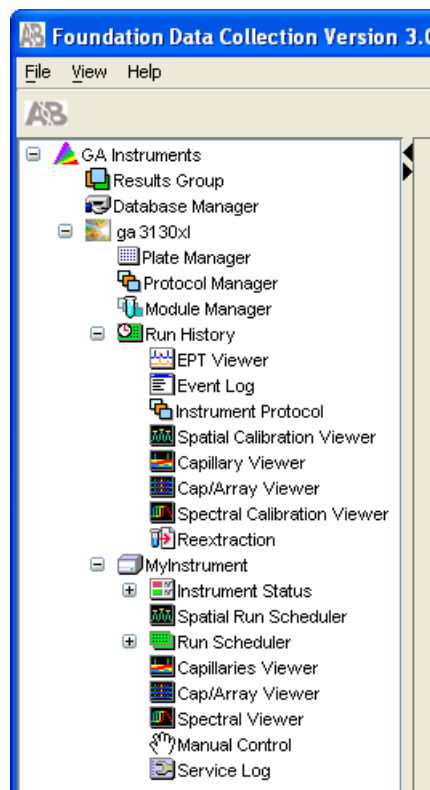 Foundation Data Collection Version 3.0
File View Help
AB
GA Instruments
Results Group
Database Manager
ga 3130xl
Plate Manager
Protocol Manager
Module Manager
Run History
EPT Viewer
Event Log
Instrument Protocol
Spatial Calibration Viewer
Capillary Viewer
Cap/Array Viewer
Spectral Calibration Viewer
Reextraction
MyInstrument
Instrument Status
Spatial Run Scheduler
Run Scheduler
Capillaries Viewer
Cap/Array Viewer
Spectral Viewer
Manual Control
Service Log